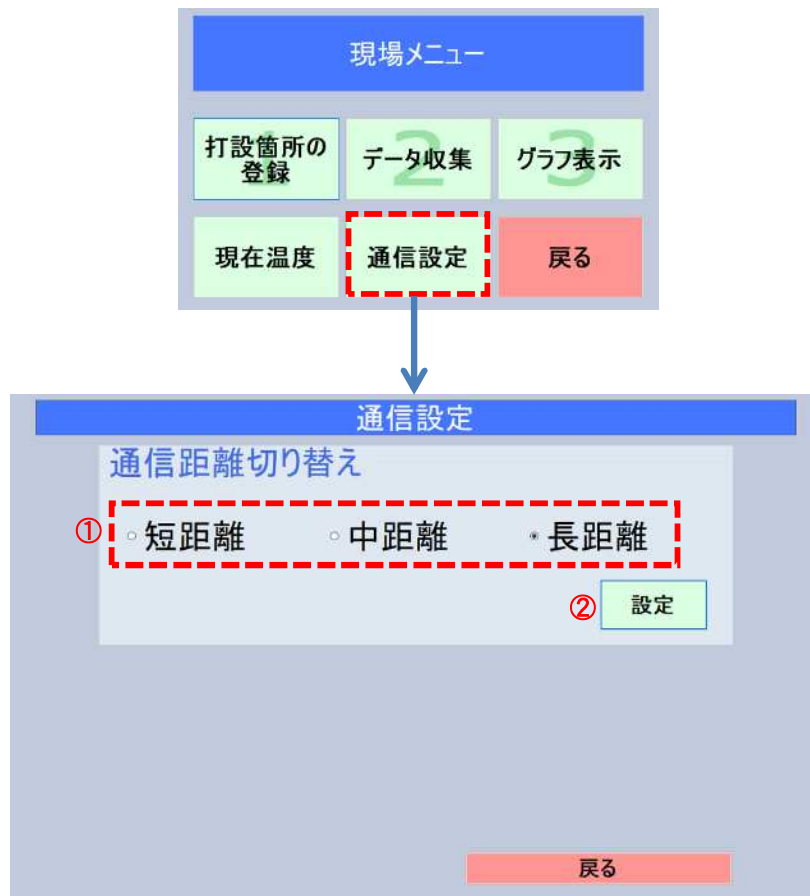 現場メニュー
1
打設箇所の
登録
2
データ収集
3
グラフ表示
現在温度
通信設定
戻る
通信設定
通信距離切り替え
①
短距離
中距離
長距離
②
設定
戻る